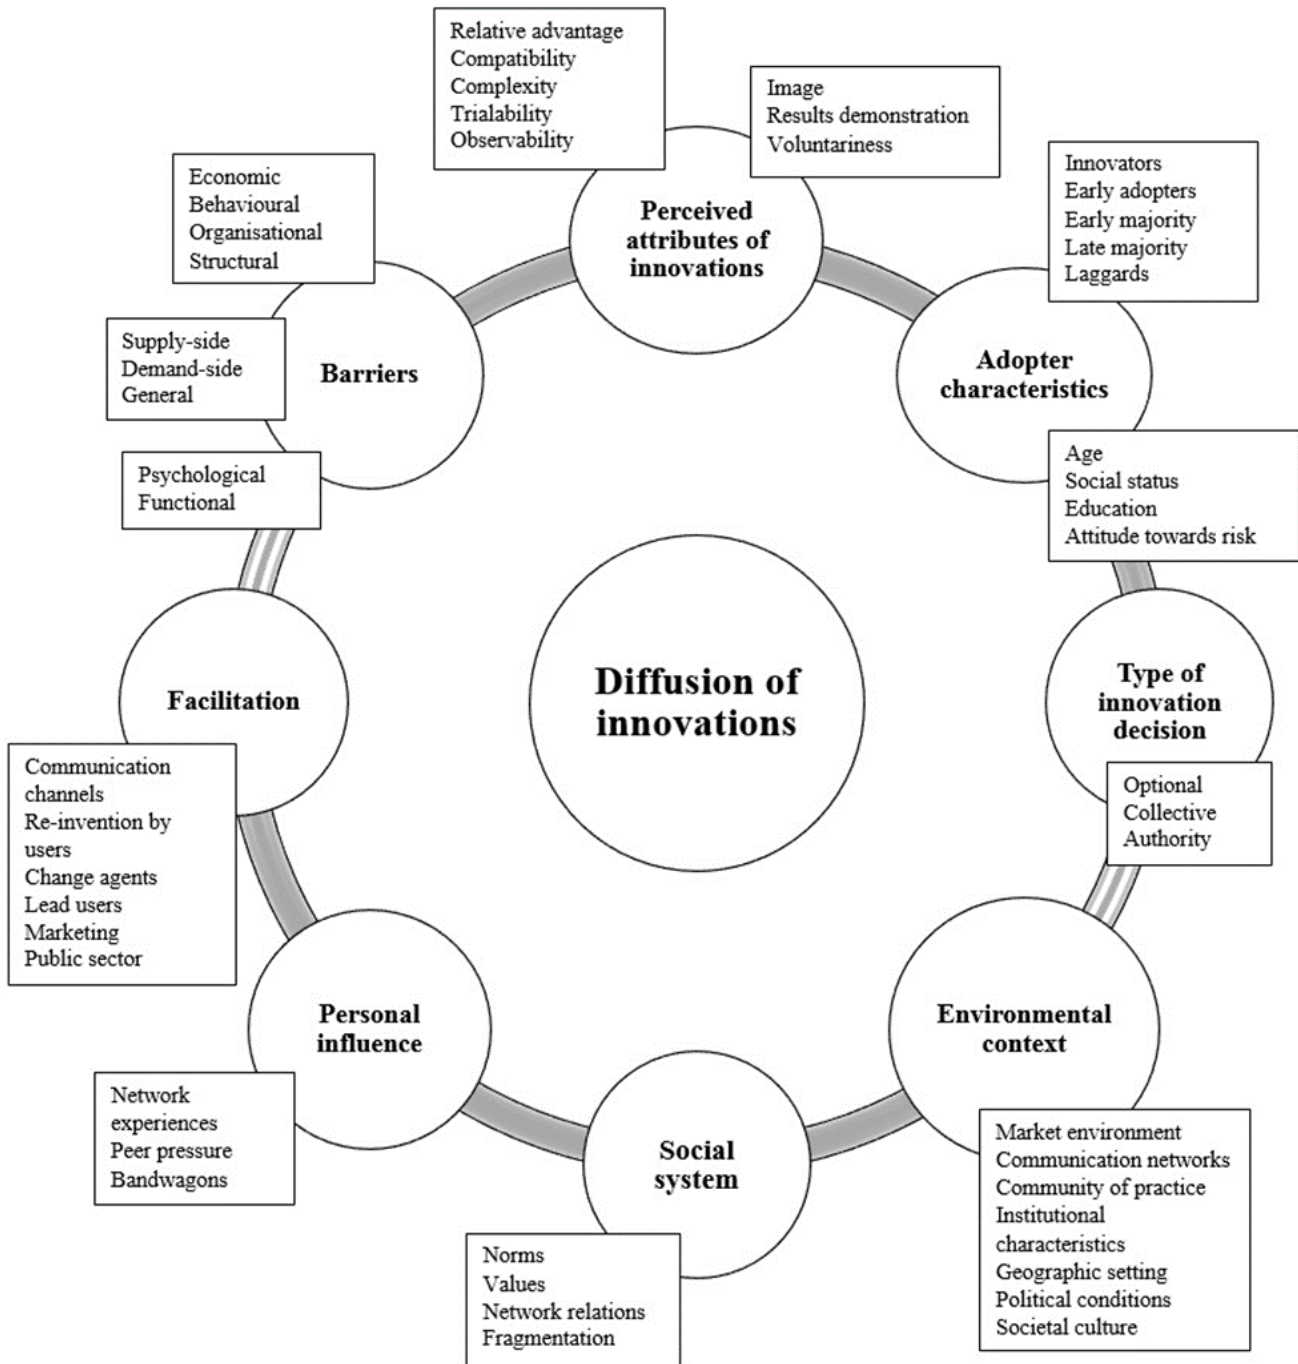 Relative advantage
Compatibility
Complexity
Trialability
Observability
Image
Results demonstration
Voluntariness
Perceived
attributes of
innovations
Innovators
Early adopters
Early majority
Late majority
Laggards
Adopter
characteristics
Age
Social status
Education
Attitude towards risk
Type of
innovation
decision
Optional
Collective
Authority
Environmental
context
Market environment
Communication networks
Community of practice
Institutional
characteristics
Geographic setting
Political conditions
Societal culture
Social
system
Norms
Values
Network relations
Fragmentation
Personal
influence
Network
experiences
Peer pressure
Bandwagons
Facilitation
Communication
channels
Re-invention by
users
Change agents
Lead users
Marketing
Public sector
Barriers
Economic
Behavioural
Organisational
Structural
Supply-side
Demand-side
General
Psychological
Functional
Diffusion of
innovations